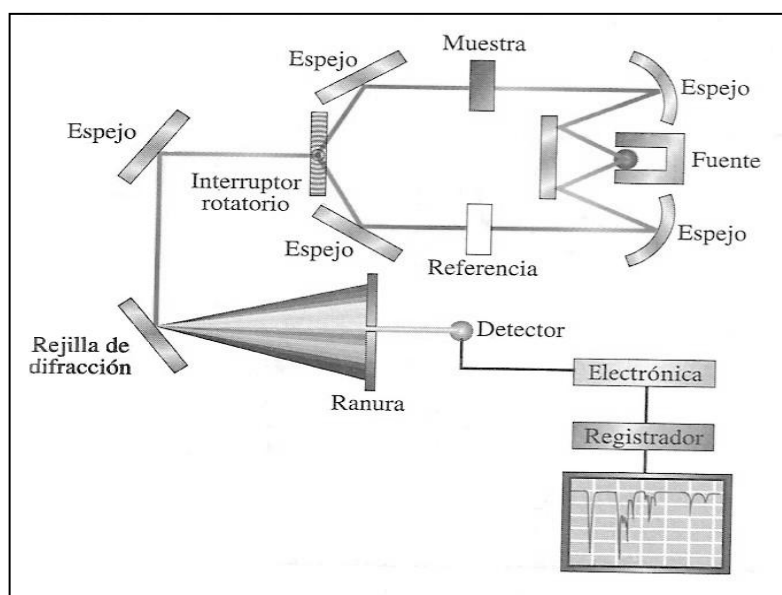 Muestra
Espejo
Espejo
Espejo
Interruptor
rotatorio
Fuente
Espejo
Referencia
Espejo
Rejilla de
difracción
Ranura
Detector
Electrónica
Registrador